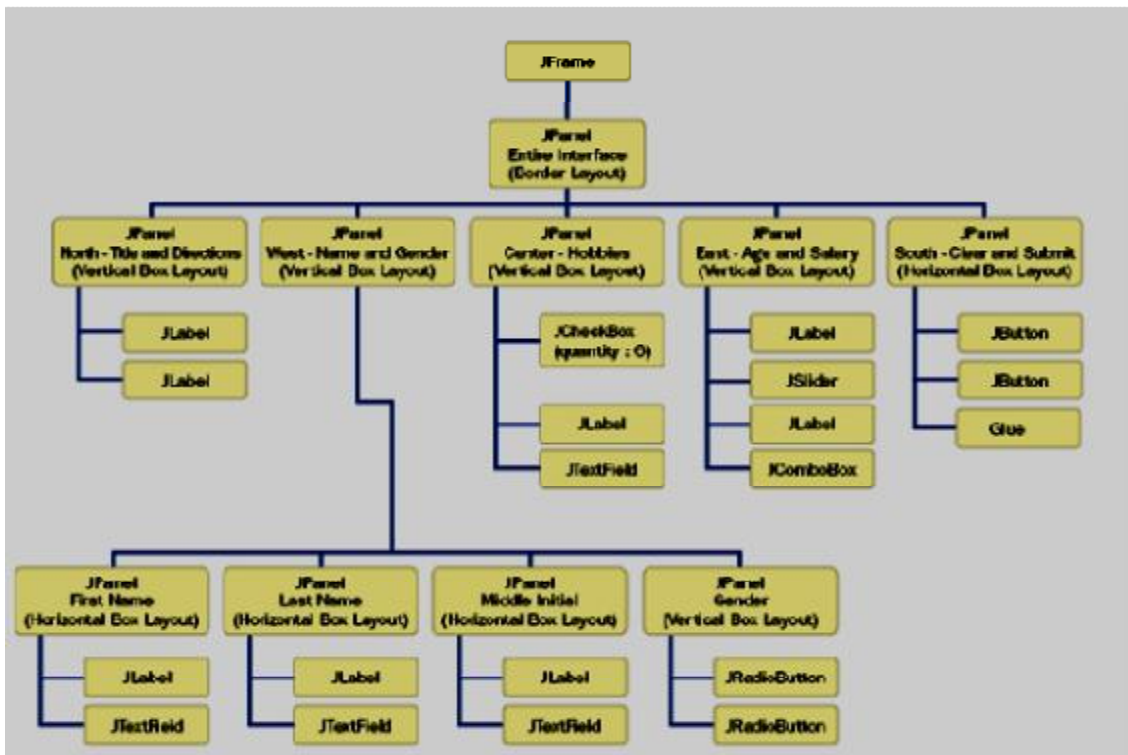 JFrame
JPanel
Entire Interface
(Border Layout)
JPanel
North - Title and Directions
(Vertical Box Layout)
JPanel
West - Name and Gender
(Vertical Box Layout)
JPanel
Center - Hobbies
(Vertical Box Layout)
JPanel
East - Age and Salary
(Vertical Box Layout)
JPanel
South - Clear and Submit
(Horizontal Box Layout)
JLabel
JLabel
JCheckBox
(quantity :
JLabel
JTextField
JLabel
JSlider
JLabel
JComboBox
JButton
JButton
Glue
JPanel
First Name
(Horizontal Box Layout)
JPanel
Last Name
(Horizontal Box Layout)
JPanel
Middle Initial
(Horizontal Box Layout)
JPanel
Gender
(Vertical Box Layout)
JLabel
JTextField
JLabel
JTextField
JLabel
JTextField
JRadioButton
JRadioButton